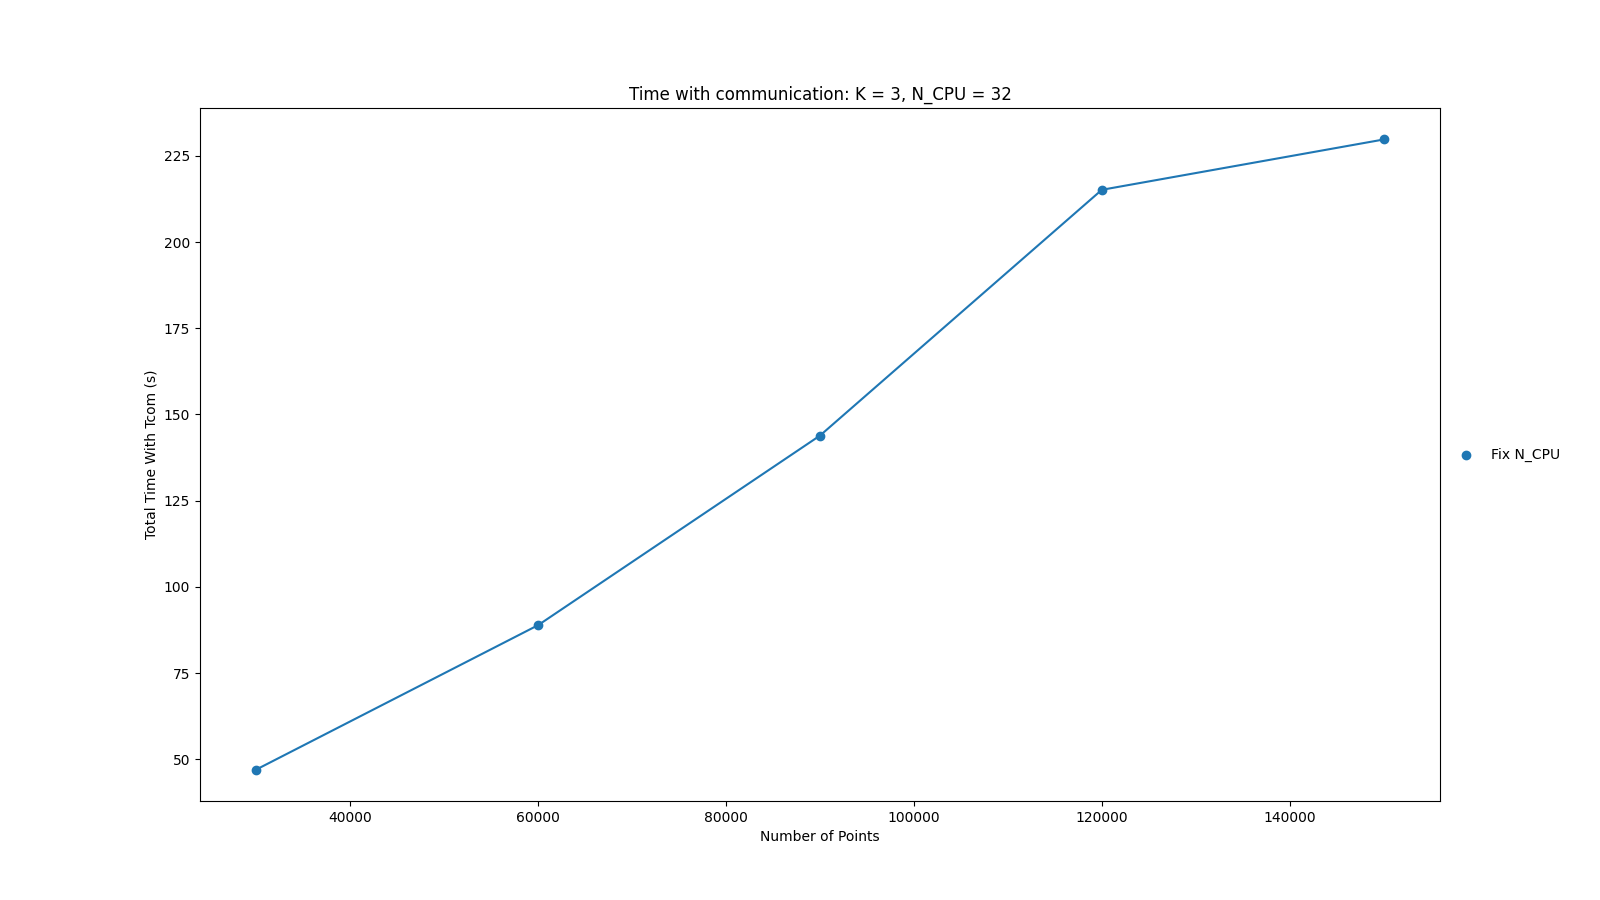 Time with communication: K = 3, N_CPU = 32
225
200
175
150
125
100
75
50
Total Time With Tcom (s)
40000 60000 80000 100000 120000 140000
Number of Points
Fix N_CPU